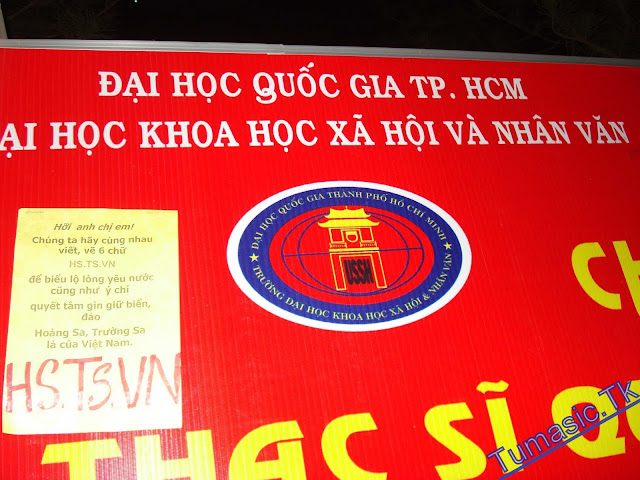 ĐẠI HỌC QUỐC GIA TP. HCM
ẠI HỌC KHOA HỌC XÃ HỘI VÀ NHÂN VĂN
ĐẠI HỌC QUỐC GIA THÀNH PHỐ HỒ CHÍ MINH
USSH
TRƯỜNG ĐẠI HỌC KHOA HỌC XÃ HỘI & NHÂN VĂN
Hỡi anh chị em!
Chúng ta hãy cùng nhau
viết, vẽ 6 chữ
HS.TS.VN
để biểu lộ lòng yêu nước
cũng như ý chí
quyết tâm gìn giữ biển,
đảo
Hoàng Sa, Trường Sa
là của Việt Nam.
HS.TS.VN
THẠC SĨ
Tumasic.Tk